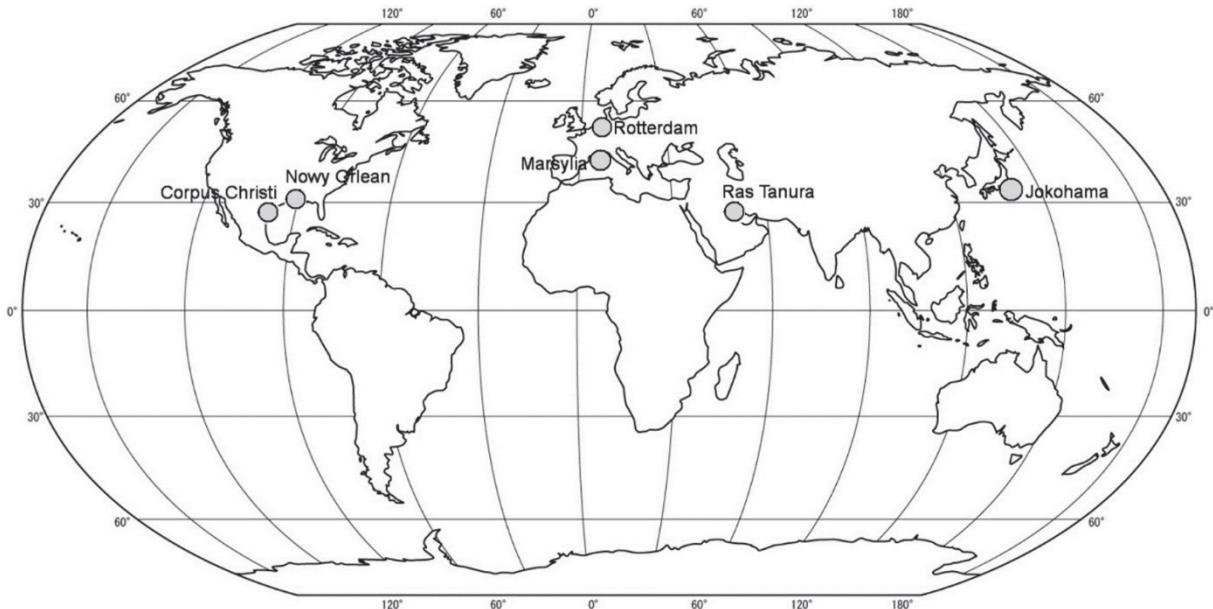 120° 60° 0° 60° 120° 180°
60° 60°
Rotterdam
Marsylia
Nowy Orlean
Corpus Christi
Ras Tanura
Jokohama
30° 30°
0° 0°
30° 30°
60° 60°
120° 60° 0° 60° 120° 180°